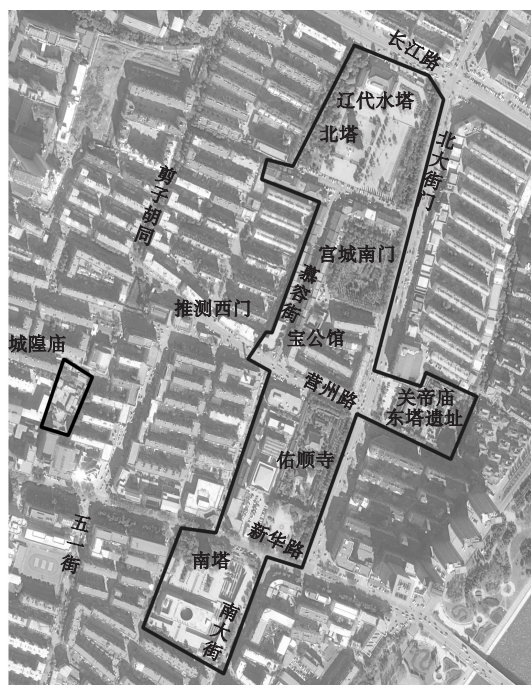 长江路
辽代水塔
北塔
北大街门
剪子胡同
宫城南门
慕容街
推测西门
宝公馆
城隍庙
营州路
关帝庙
东塔遗址
佑顺寺
五一街
新华路
南塔
南大街